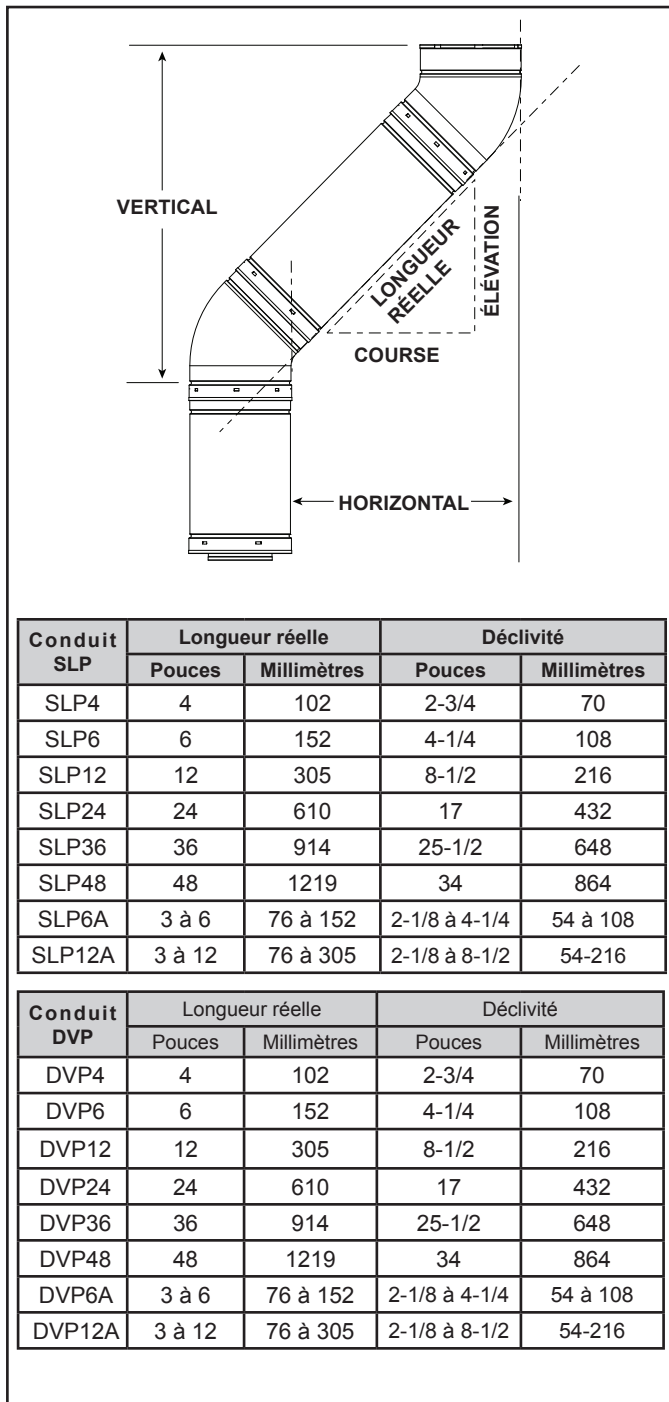 VERTICAL
LONGUEUR
RÉELLE
ÉLÉVATION
COURSE
HORIZONTAL
Conduit SLP Longueur réelle Déclivité
Pouces Millimètres Pouces Millimètres
SLP4 4 102 2-3/4 70
SLP6 6 152 4-1/4 108
SLP12 12 305 8-1/2 216
SLP24 24 610 17 432
SLP36 36 914 25-1/2 648
SLP48 48 1219 34 864
SLP6A 3 à 6 76 à 152 2-1/8 à 4-1/4 54 à 108
SLP12A 3 à 12 76 à 305 2-1/8 à 8-1/2 54-216
Conduit DVP Longueur réelle Déclivité
Pouces Millimètres Pouces Millimètres
DVP4 4 102 2-3/4 70
DVP6 6 152 4-1/4 108
DVP12 12 305 8-1/2 216
DVP24 24 610 17 432
DVP36 36 914 25-1/2 648
DVP48 48 1219 34 864
DVP6A 3 à 6 76 à 152 2-1/8 à 4-1/4 54 à 108
DVP12A 3 à 12 76 à 305 2-1/8 à 8-1/2 54-216